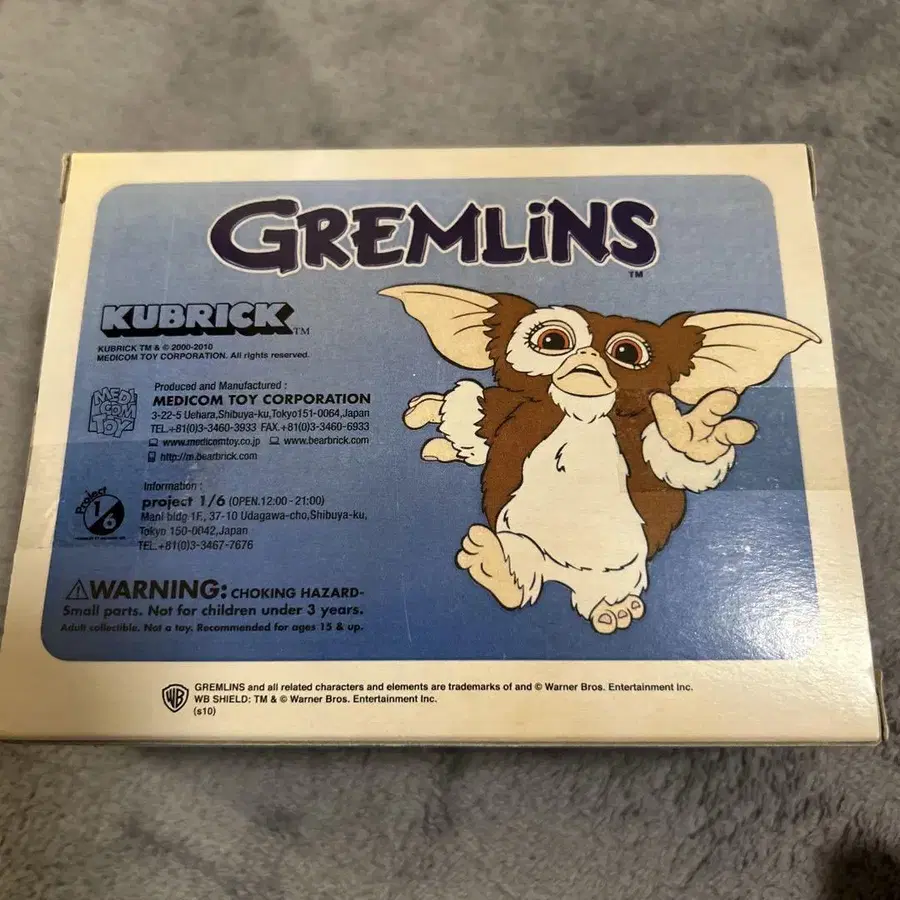 GREMLiNS
TM
KUBRICK TM
KUBRICK TM & © 2000-2010
MEDICOM TOY CORPORATION. All rights reserved.
MEDI
COM
TOY
Produced and Manufactured :
MEDICOM TOY CORPORATION
3-22-5 Uehara,Shibuya-ku,Tokyo151-0064,Japan
TEL.+81(0)3-3460-3933 FAX.+81(0)3-3460-6933
www.medicomtoy.co.jp www.bearbrick.com
http://m.bearbrick.com
Project
1/6
Information :
project 1/6 (OPEN.12:00 - 21:00)
Mani bldg.1F., 37-10 Udagawa-cho,Shibuya-ku,
Tokyo 150-0042,Japan
TEL.+81(0)3-3467-7676
WARNING: CHOKING HAZARD-
Small parts. Not for children under 3 years.
Adult collectible. Not a toy. Recommended for ages 15 & up.
WB
GREMLINS and all related characters and elements are trademarks of and © Warner Bros. Entertainment Inc.
WB SHIELD: TM & © Warner Bros. Entertainment Inc.
(s10)